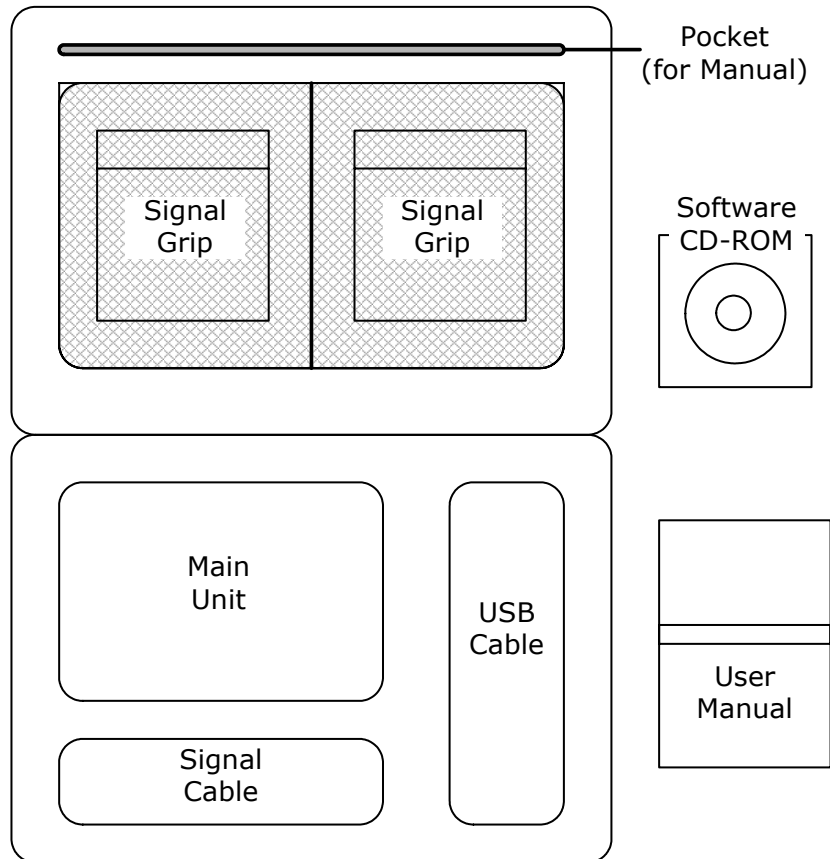 Pocket
(for Manual)
Signal
Grip
Signal
Grip
Software
CD-ROM
Main
Unit
USB
Cable
User
Manual
Signal
Cable